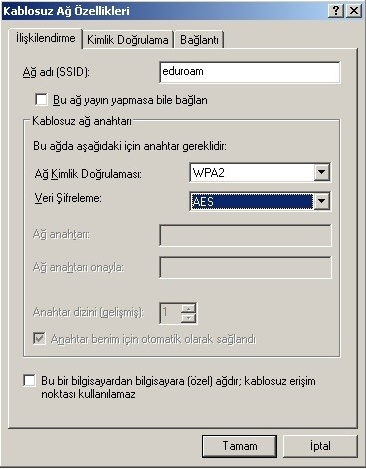 Kablosuz Ağ Özellikleri
İlişkilendirme
Kimlik Doğrulama
Bağlantı
Ağ adı (SSID):
eduroam
Bu ağ yayın yapmasa bile bağlan
Kablosuz ağ anahtarı
Bu ağda aşağıdaki için anahtar gereklidir:
Ağ Kimlik Doğrulaması:
WPA2
Veri Şifreleme:
AES
Ağ anahtarı:
Ağ anahtarı onayla:
Anahtar dizini (gelişmiş):
1
Anahtar benim için otomatik olarak sağlandı
Bu bir bilgisayardan bilgisayara (özel) ağdır; kablosuz erişim
noktası kullanılamaz
Tamam
İptal